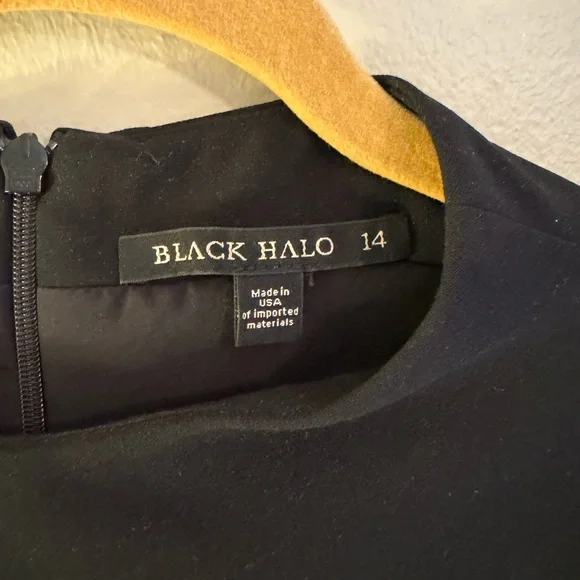 BLACK HALO 14
Made in
USA
of imported
materials